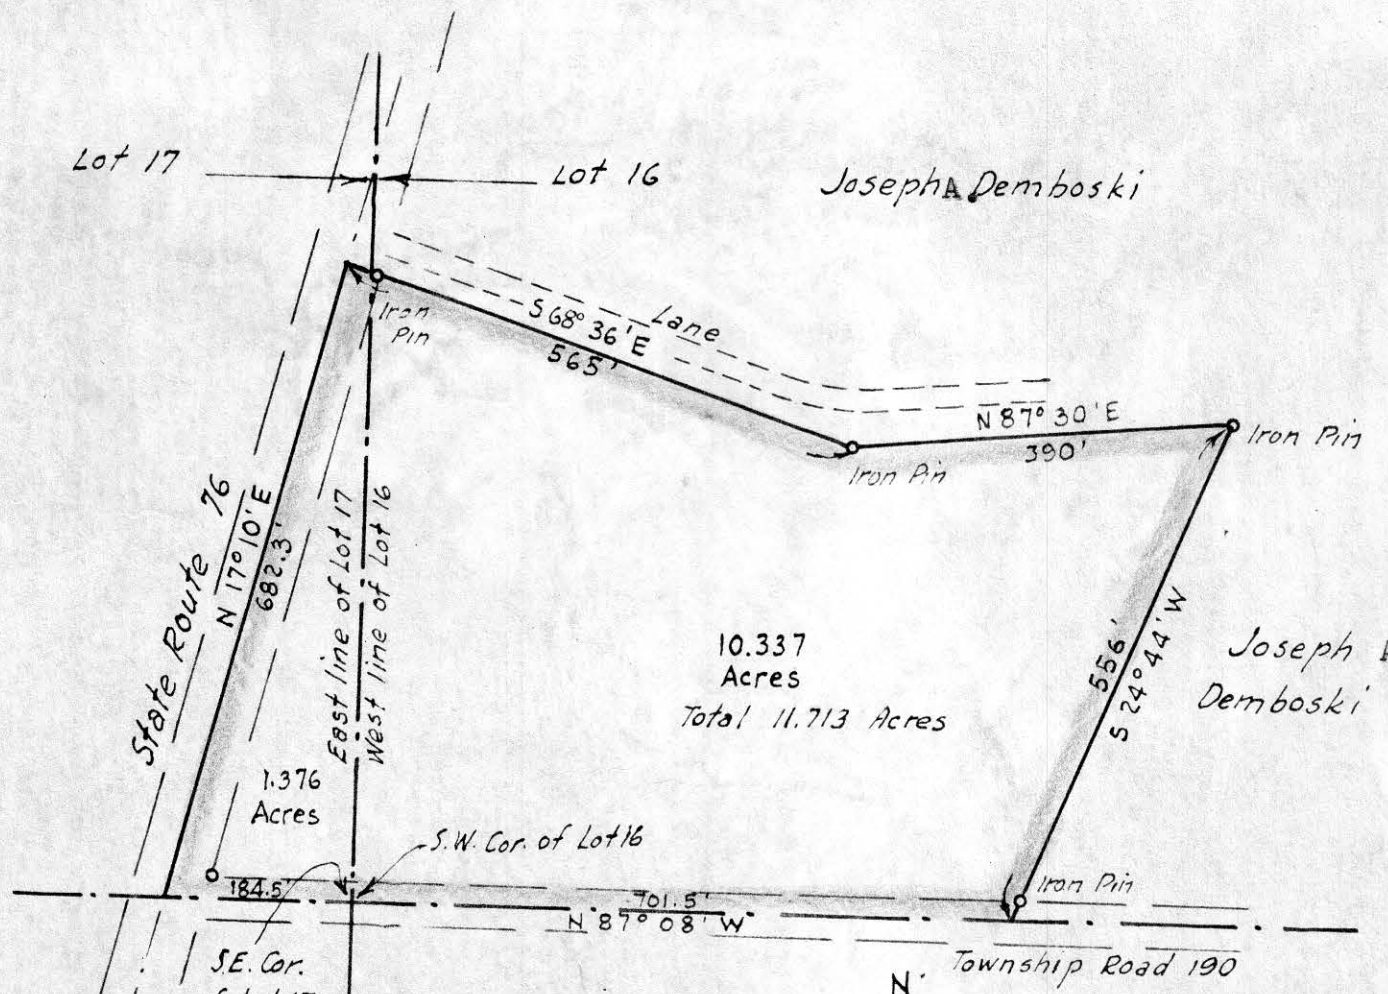 Lot 17
Lot 16
Joseph A. Demboski
Iron
Pin
Lane
S 68° 36' E
565'
N 87° 30' E
390'
Iron Pin
Iron Pin
State Route 76
N 17° 10' E
682.3'
East line of Lot 17
West line of Lot 16
10.337
Acres
Total 11.713 Acres
556'
S 24° 44' W
Joseph
Demboski
1.376
Acres
S.W. Cor. of Lot 16
184.5'
701.5'
N 87° 08' W
Iron Pin
S.E. Cor.
Township Road 190
N.